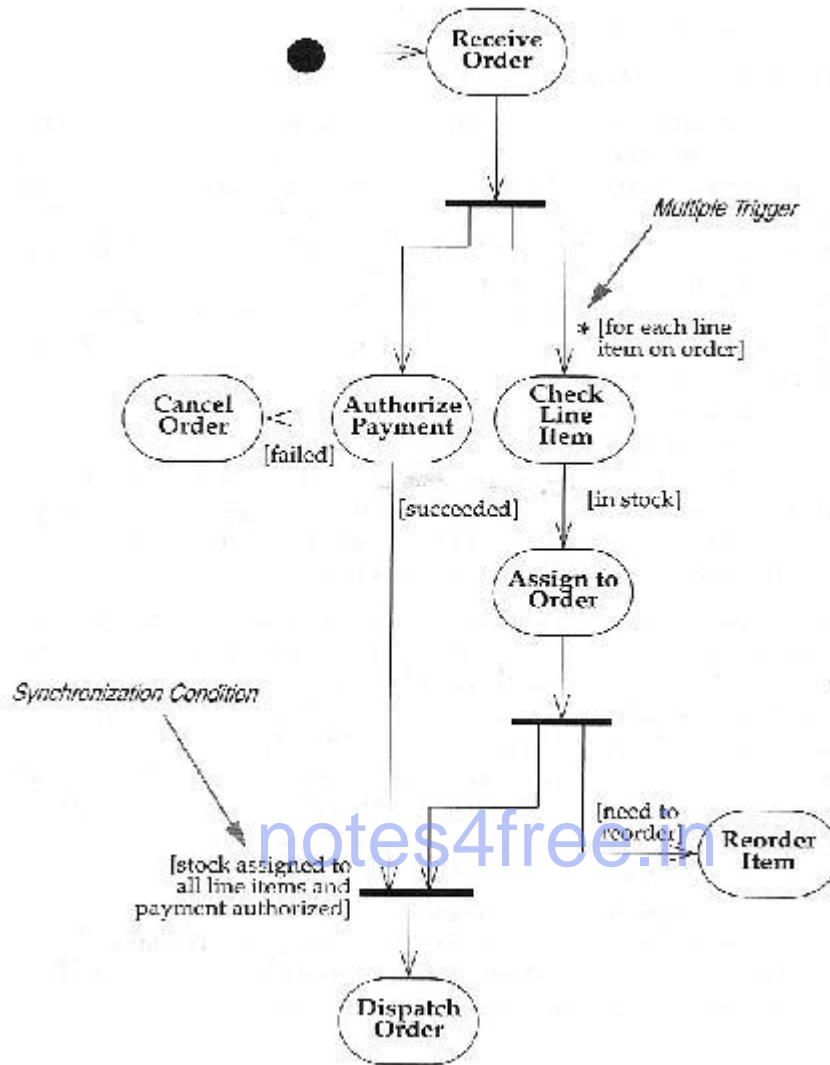 Receive
Order
Multiple Trigger
* [for each line
item on order]
Cancel
Order
Authorize
Payment
Check
Line
Item
[failed]
[succeeded]
[in stock]
Assign to
Order
Synchronization Condition
[need to
reorder]
notes4free.in
Reorder
Item
[stock assigned to
all line items and
payment authorized]
Dispatch
Order